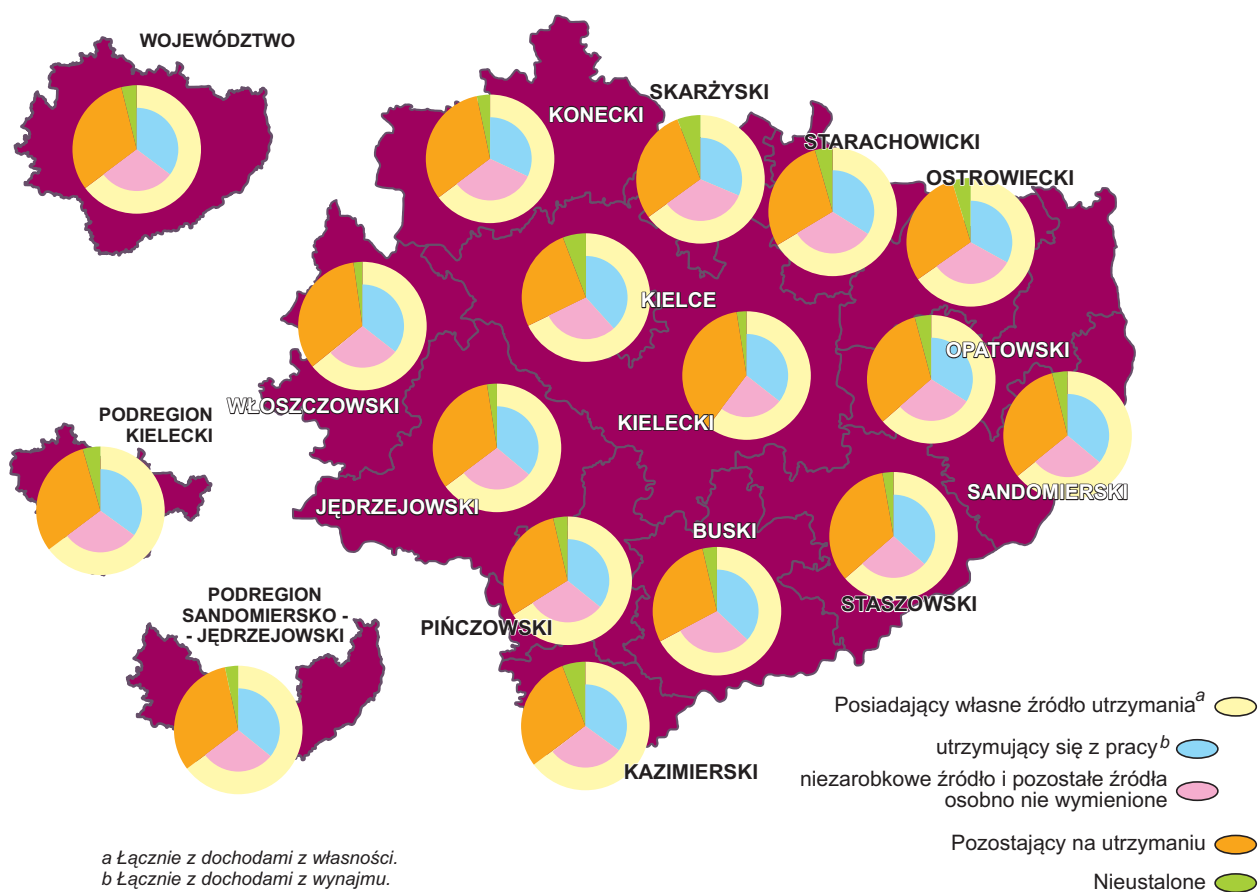 WOJEWÓDZTWO
SKARŻYSKI
KONECKI
STARACHOWICKI
OSTROWIECKI
KIELCE
OPATOWSKI
WŁOSZCZOWSKI
PODREGION
KIELECKI
KIELECKI
SANDOMIERSKI
JĘDRZEJOWSKI
BUSKI
PODREGION
SANDOMIERSKO -
- JĘDRZEJOWSKI
STASZOWSKI
PIŃCZOWSKI
KAZIMIERSKI
Posiadający własne źródło utrzymania a
utrzymujący się z pracy b
niezarobkowe źródło i pozostałe źródła
osobno nie wymienione
Pozostający na utrzymaniu
Nieustalone
a Łącznie z dochodami z własności.
b Łącznie z dochodami z wynajmu.